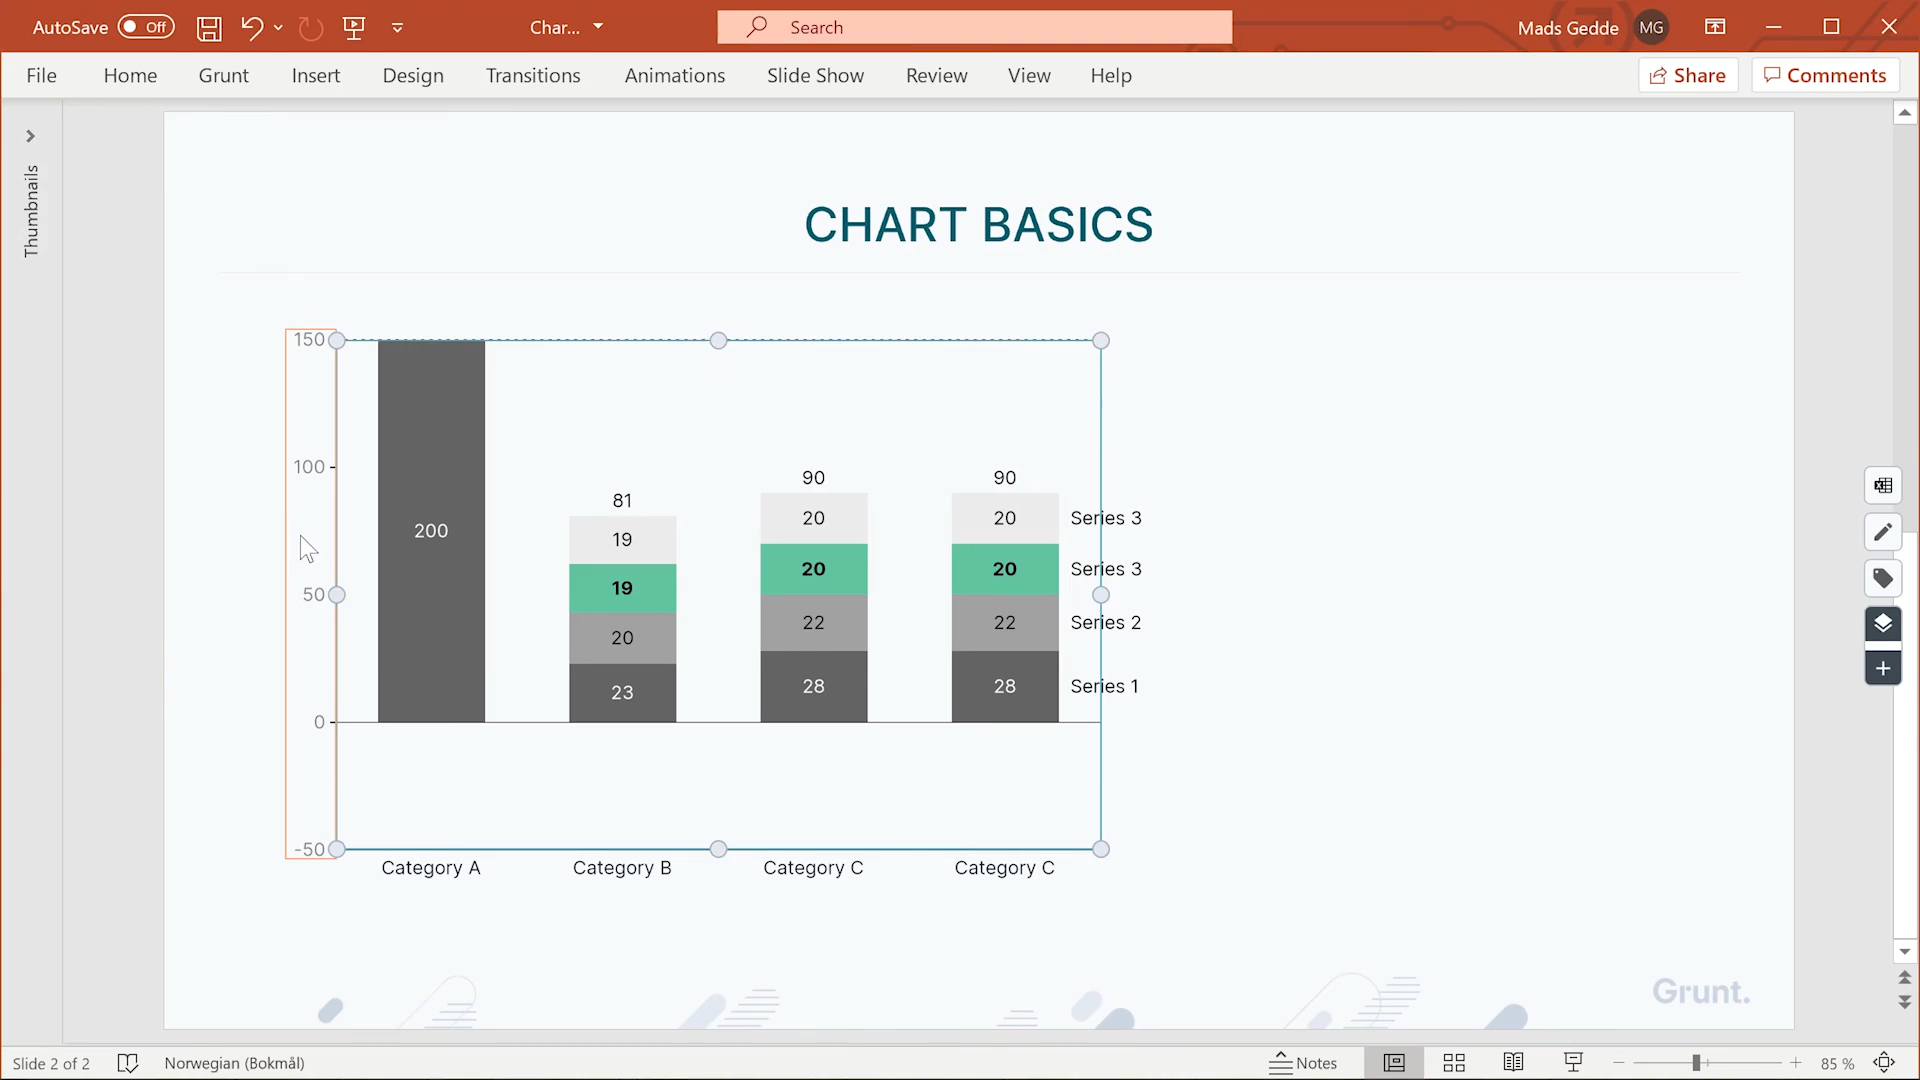 AutoSave Off Char... Search Mads Gedde MG
File Home Grunt Insert Design Transitions Animations Slide Show Review View Help Share Comments
Thumbnails
CHART BASICS
150
100
50
0
-50
200
81
19
19
20
23
90
20
20
22
28
90
20
20
22
28
Series 3
Series 3
Series 2
Series 1
Category A Category B Category C Category C
Grunt.
Slide 2 of 2 Norwegian (Bokmål) Notes 85 %